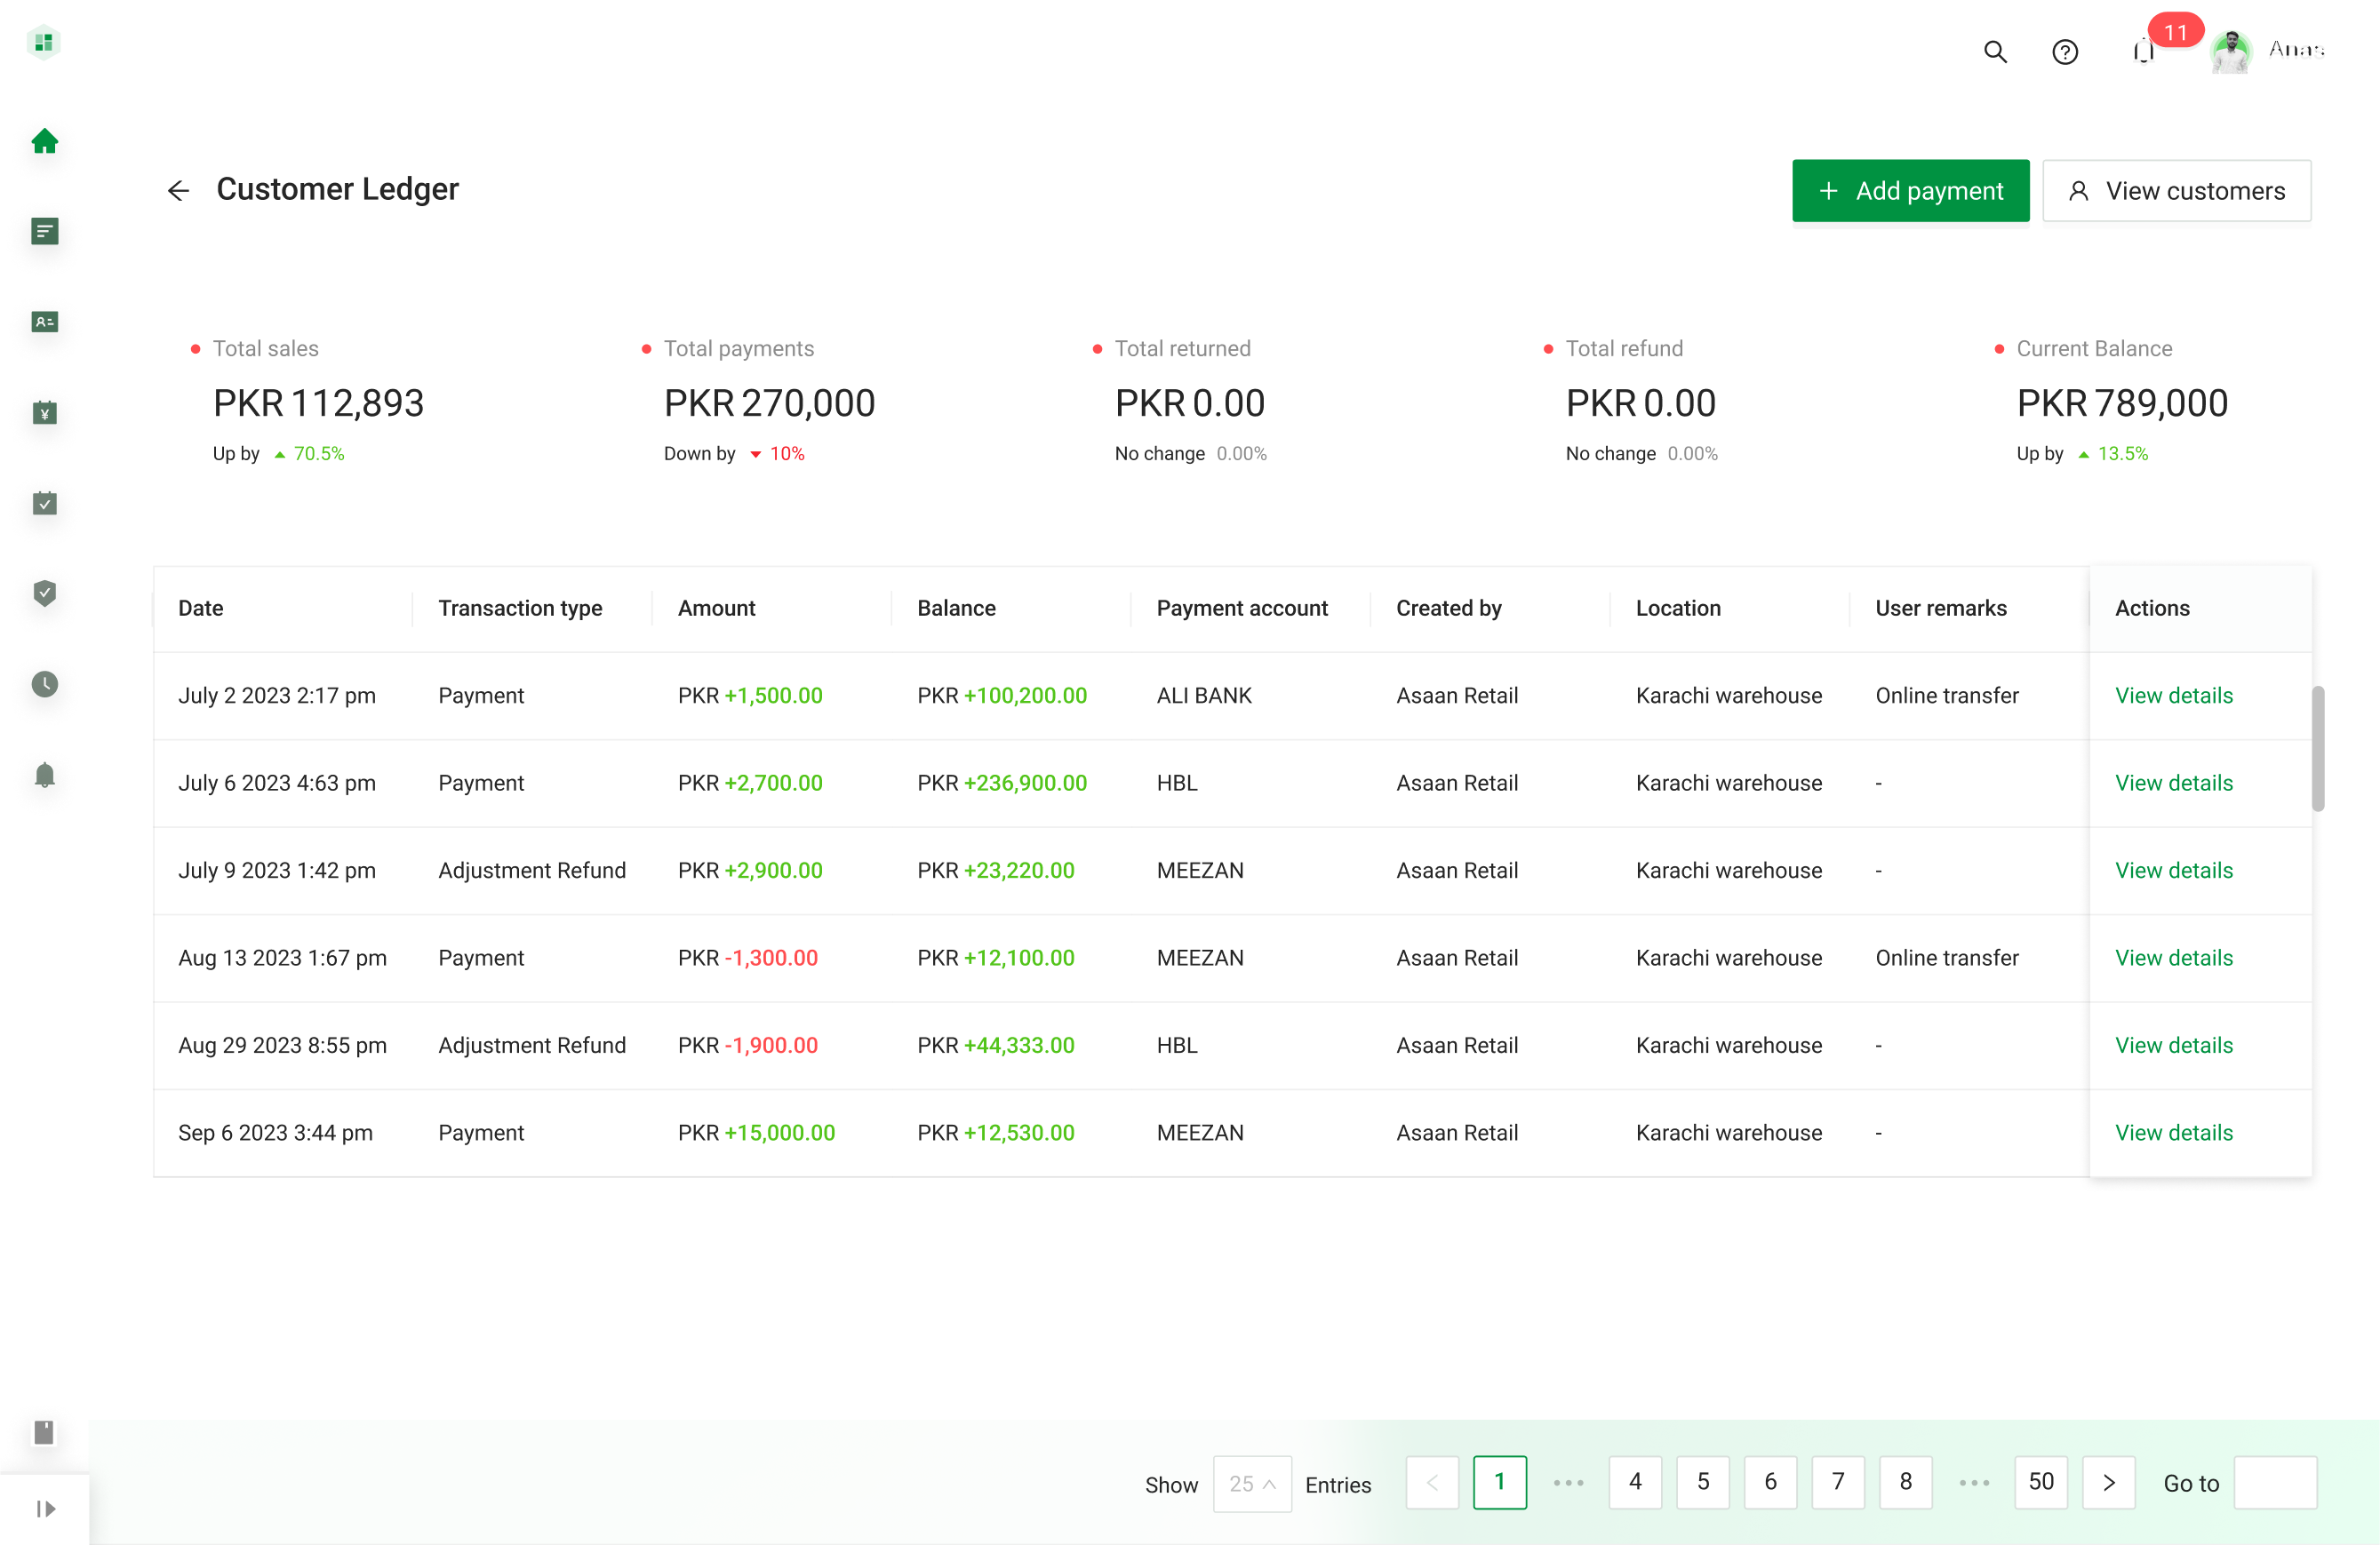 11
Anas
Customer Ledger
+ Add payment
View customers
Total sales
PKR 112,893
Up by 70.5%
Total payments
PKR 270,000
Down by 10%
Total returned
PKR 0.00
No change 0.00%
Total refund
PKR 0.00
No change 0.00%
Current Balance
PKR 789,000
Up by 13.5%
Date Transaction type Amount Balance Payment account Created by Location User remarks Actions
July 2 2023 2:17 pm Payment PKR +1,500.00 PKR +100,200.00 ALI BANK Asaan Retail Karachi warehouse Online transfer View details
July 6 2023 4:63 pm Payment PKR +2,700.00 PKR +236,900.00 HBL Asaan Retail Karachi warehouse - View details
July 9 2023 1:42 pm Adjustment Refund PKR +2,900.00 PKR +23,220.00 MEEZAN Asaan Retail Karachi warehouse - View details
Aug 13 2023 1:67 pm Payment PKR -1,300.00 PKR +12,100.00 MEEZAN Asaan Retail Karachi warehouse Online transfer View details
Aug 29 2023 8:55 pm Adjustment Refund PKR -1,900.00 PKR +44,333.00 HBL Asaan Retail Karachi warehouse - View details
Sep 6 2023 3:44 pm Payment PKR +15,000.00 PKR +12,530.00 MEEZAN Asaan Retail Karachi warehouse - View details
Show 25 Entries < 1 ••• 4 5 6 7 8 ••• 50 > Go to